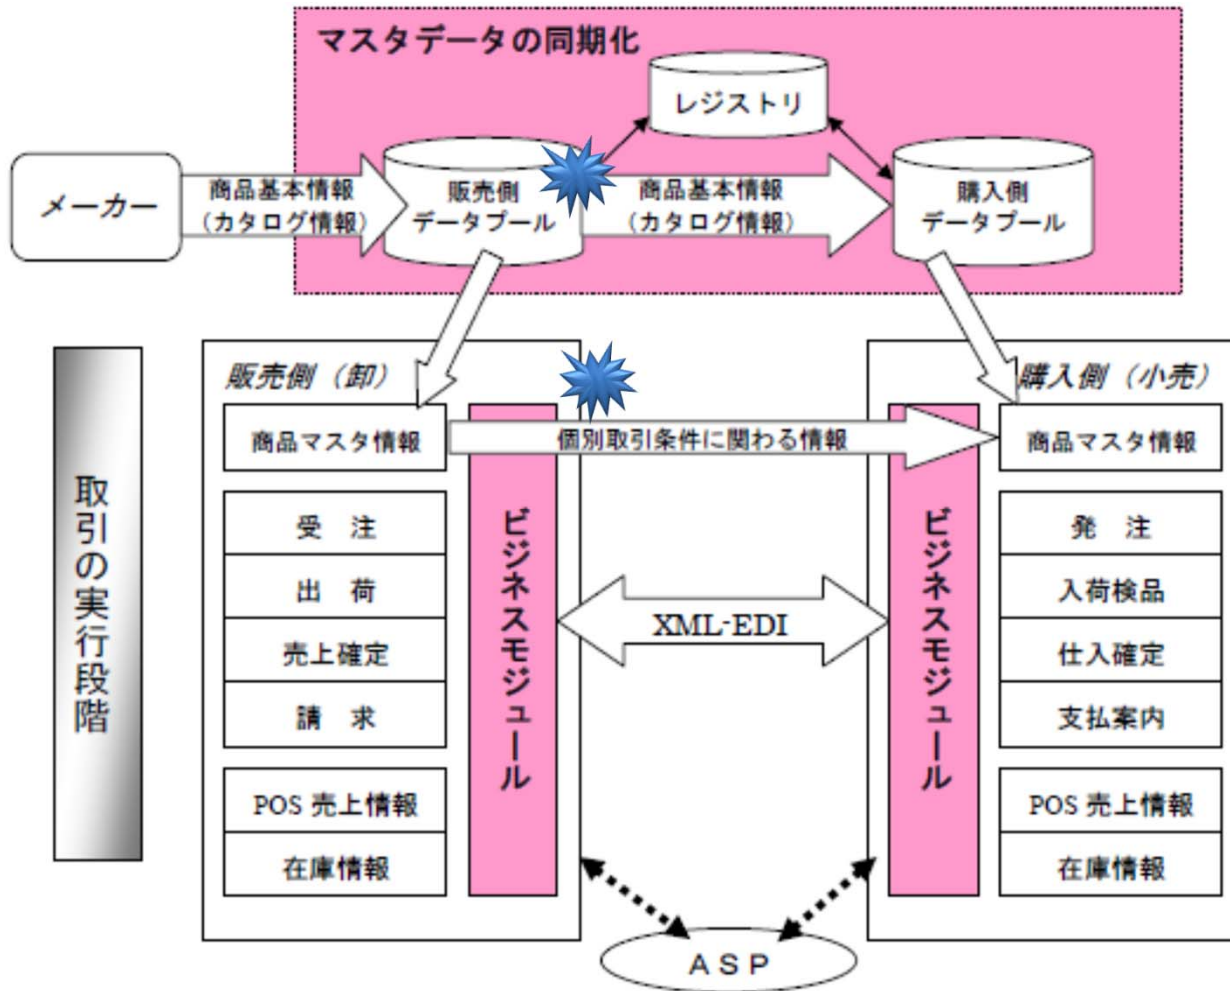 マスタデータの同期化
レジストリ
メーカー
商品基本情報
（カタログ情報）
販売側
データプール
商品基本情報
（カタログ情報）
購入側
データプール
取引の実行段階
販売側（卸）
購入側（小売）
商品マスタ情報
個別取引条件に関わる情報
商品マスタ情報
受　注
出　荷
売上確定
請　求
POS 売上情報
在庫情報
ビジネスモジュール
XML-EDI
ビジネスモジュール
発　注
入荷検品
仕入確定
支払案内
POS 売上情報
在庫情報
ＡＳＰ